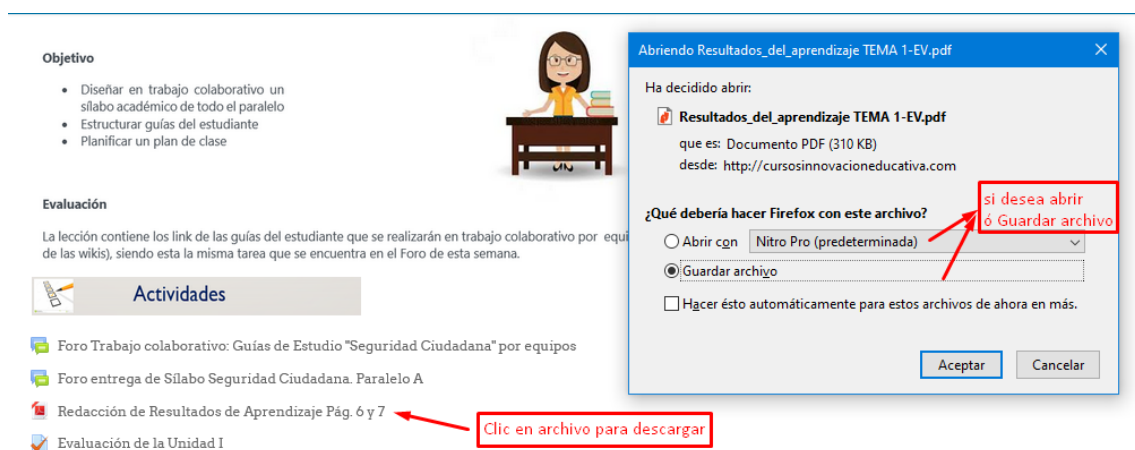 Objetivo
• Diseñar en trabajo colaborativo un
sílabo académico de todo el paralelo
• Estructurar guías del estudiante
• Planificar un plan de clase
Evaluación
La lección contiene los link de las guías del estudiante que se realizarán en trabajo colaborativo por equi
de las wikis), siendo esta la misma tarea que se encuentra en el Foro de esta semana.
Actividades
Foro Trabajo colaborativo: Guías de Estudio "Seguridad Ciudadana" por equipos
Foro entrega de Sílabo Seguridad Ciudadana. Paralelo A
Redacción de Resultados de Aprendizaje Pág. 6 y 7
Evaluación de la Unidad I
Clic en archivo para descargar
Abriendo Resultados_del_aprendizaje TEMA 1-EV.pdf
Ha decidido abrir:
Resultados_del_aprendizaje TEMA 1-EV.pdf
que es: Documento PDF (310 KB)
desde: http://cursosinnovacioneducativa.com
si desea abrir
ó Guardar archivo
¿Qué debería hacer Firefox con este archivo?
Abrir con Nitro Pro (predeterminada)
Guardar archivo
Hacer ésto automáticamente para estos archivos de ahora en más.
Aceptar Cancelar